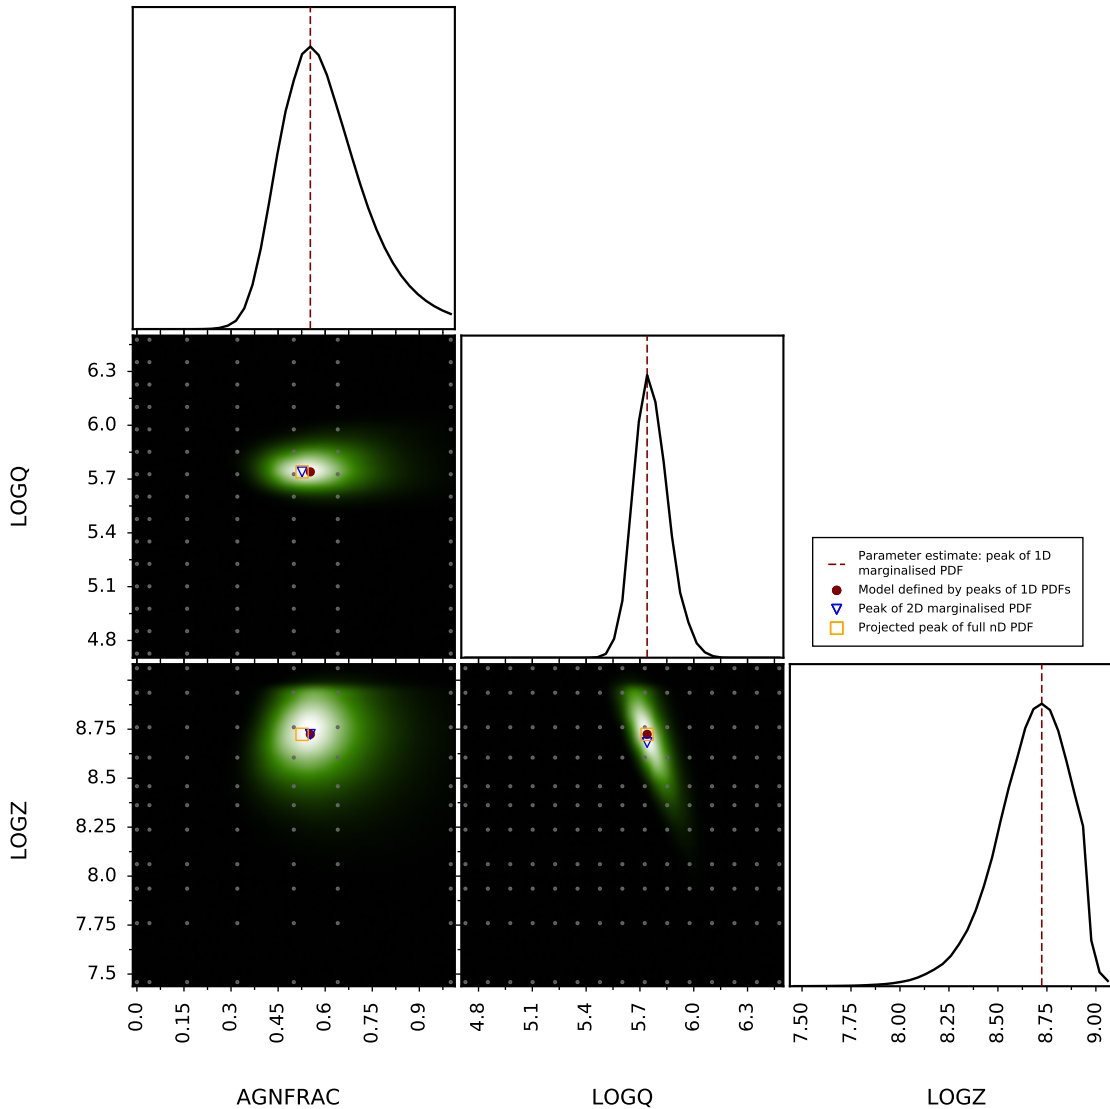 LOGQ
6.3
6.0
5.7
5.4
5.1
4.8
Parameter estimate: peak of 1D
marginalised PDF
Model defined by peaks of 1D PDFs
Peak of 2D marginalised PDF
Projected peak of full nD PDF
LOGZ
8.75
8.5
8.25
8.0
7.75
7.5
0.0 0.15 0.3 0.45 0.6 0.75 0.9 4.8 5.1 5.4 5.7 6.0 6.3 7.50 7.75 8.00 8.25 8.50 8.75 9.00
AGNFRAC LOGQ LOGZ